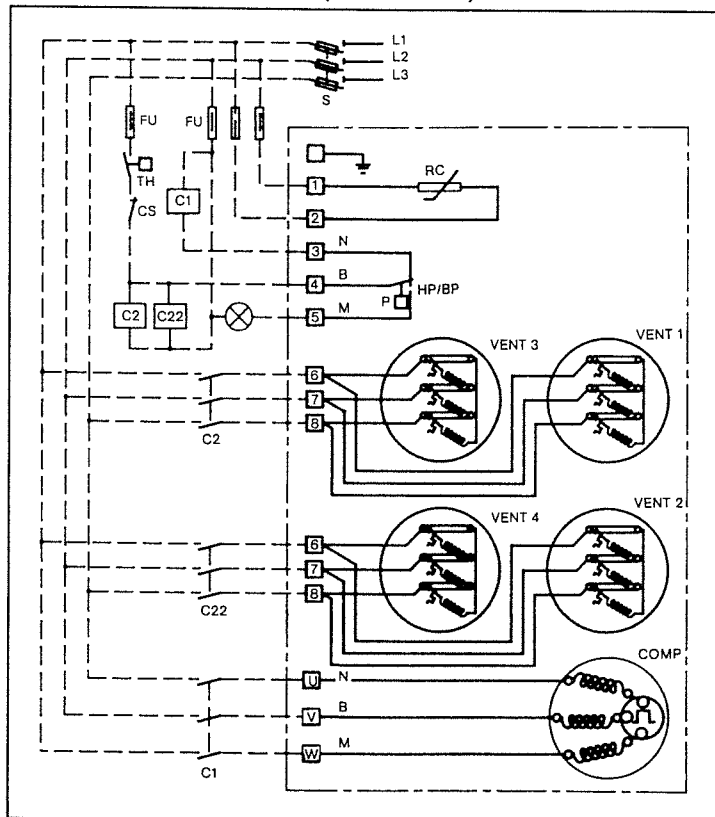 L1
L2
L3
S
FU
FU
TH
CS
C1
RC
1
2
3 N
4 B
HP/BP
P
5 M
C2
C22
VENT 3
VENT 1
6
7
8
C2
VENT 4
VENT 2
6
7
8
C22
COMP
U N
V B
W M
C1